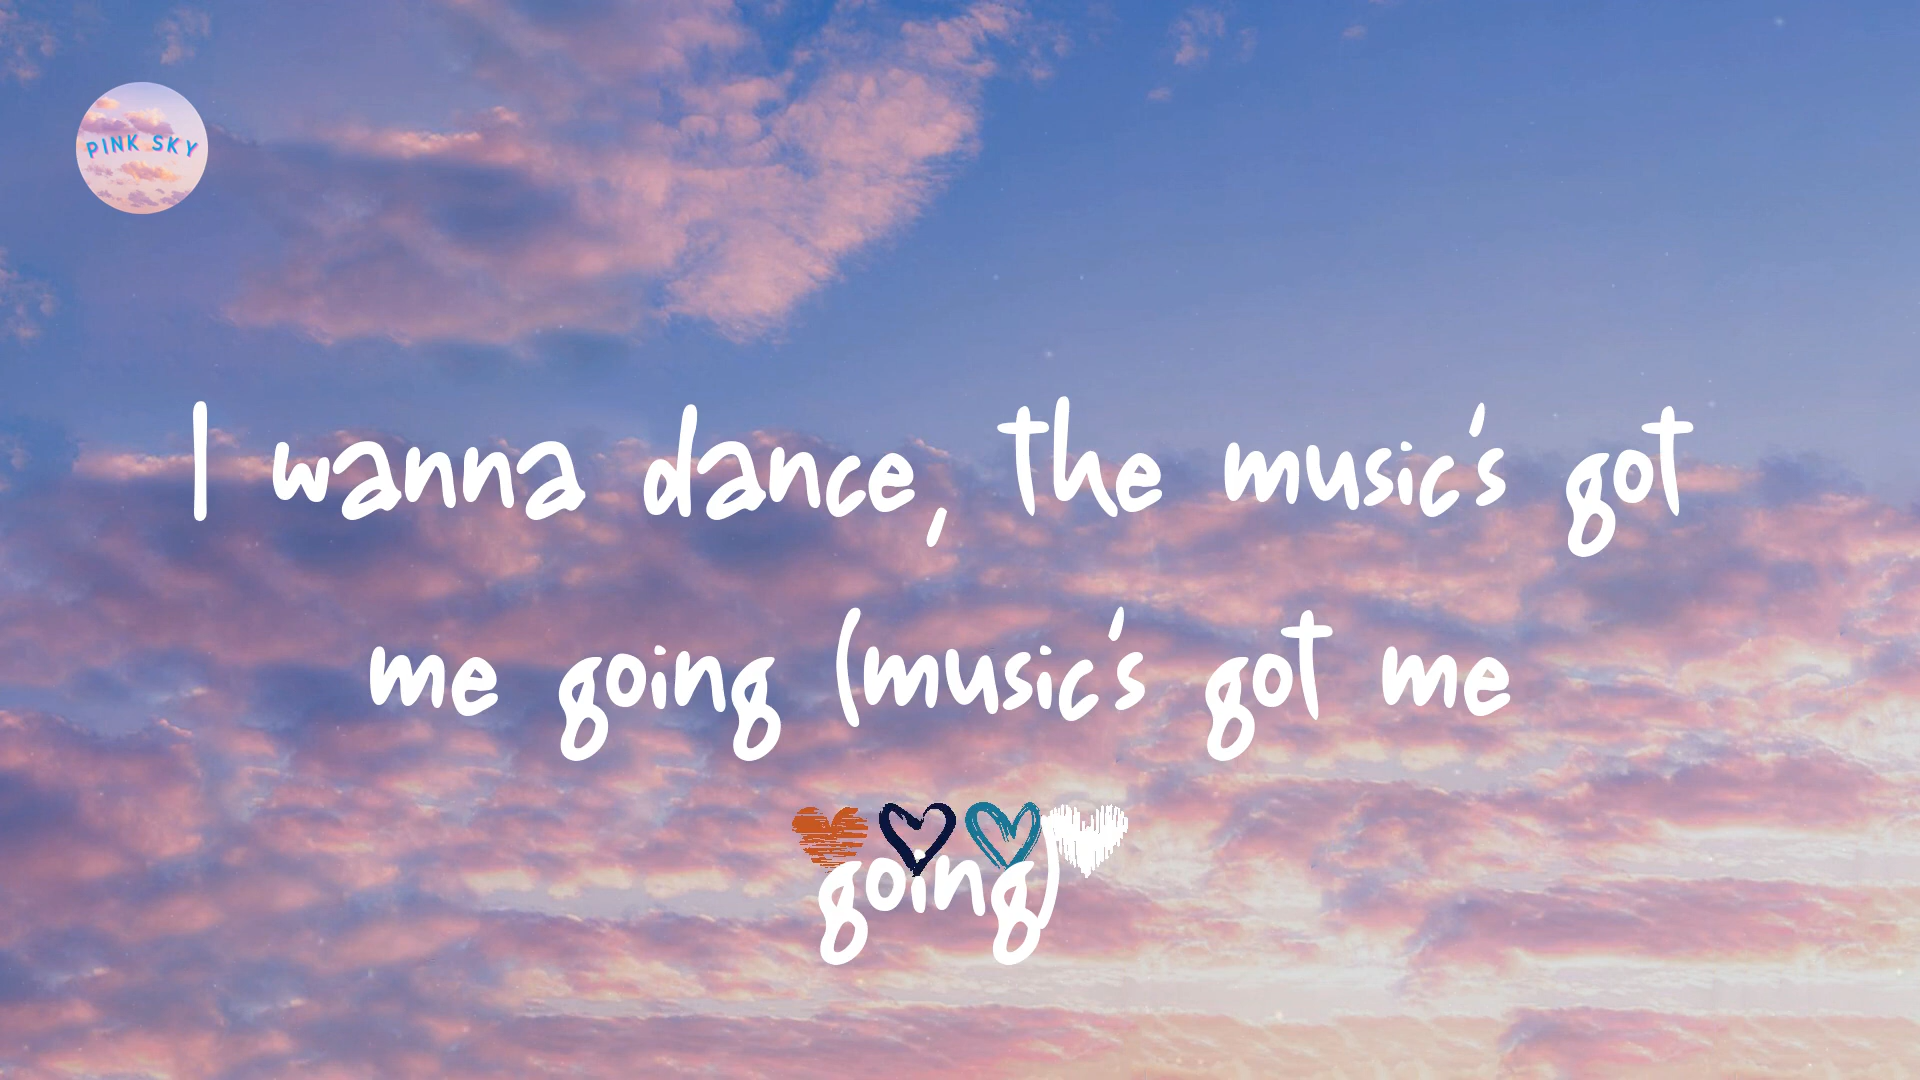 PINK SKY
I wanna dance, the music's got
me going (music's got me
going)